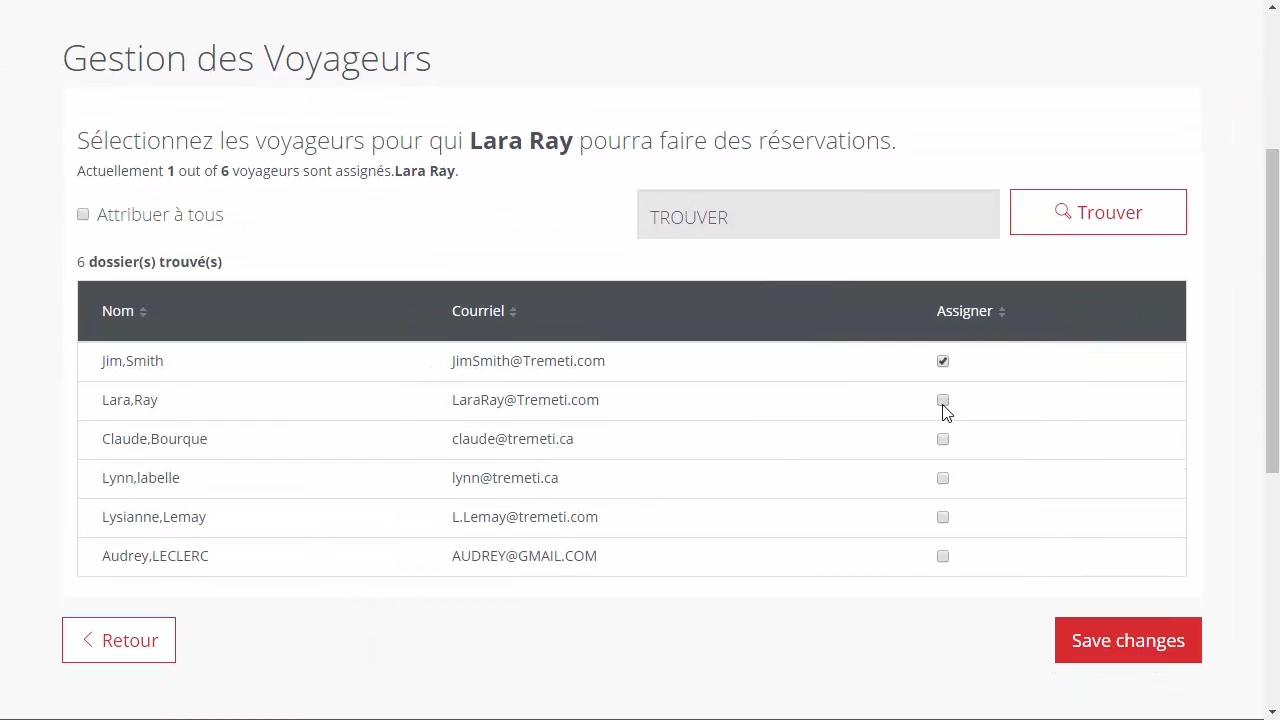 Gestion des Voyageurs
Sélectionnez les voyageurs pour qui Lara Ray pourra faire des réservations.
Actuellement 1 out of 6 voyageurs sont assignés.Lara Ray.
Attribuer à tous
TROUVER
Trouver
6 dossier(s) trouvé(s)
Nom Courriel Assigner
Jim,Smith JimSmith@Tremeti.com
Lara,Ray LaraRay@Tremeti.com
Claude,Bourque claude@tremeti.ca
Lynn,labelle lynn@tremeti.ca
Lysianne,Lemay L.Lemay@tremeti.com
Audrey,LECLERC AUDREY@GMAIL.COM
Retour
Save changes